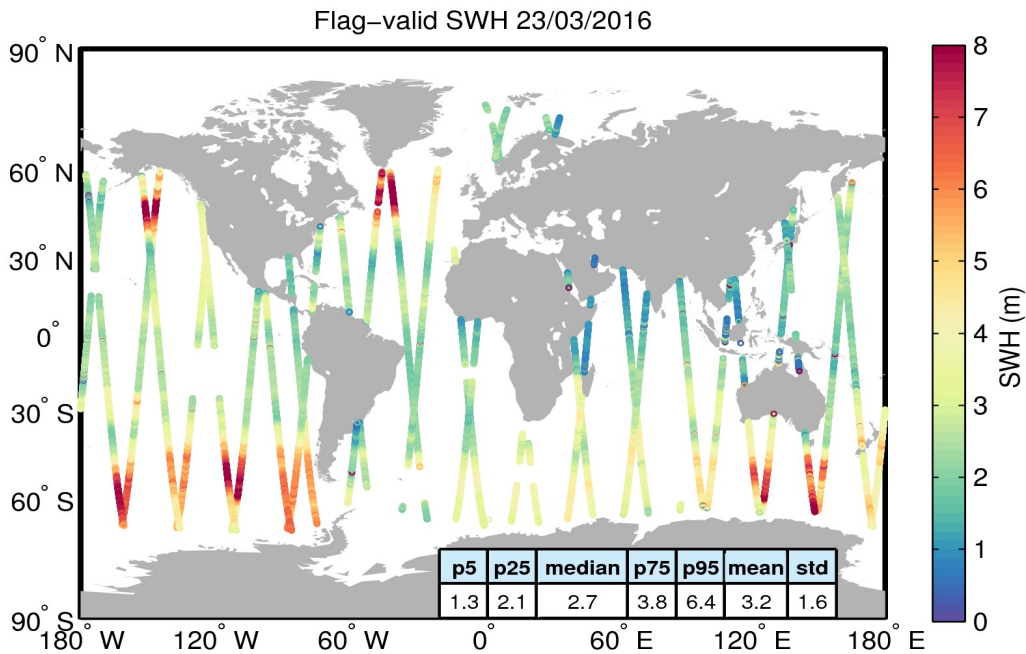 Flag−valid SWH 23/03/2016
90° N
60° N
30° N
0°
30° S
60° S
90° S
180° W
120° W
60° W
0°
60° E
120° E
180° E
p5 p25 median p75 p95 mean std
1.3 2.1 2.7 3.8 6.4 3.2 1.6
8
7
6
5
4
3
2
1
0
SWH (m)